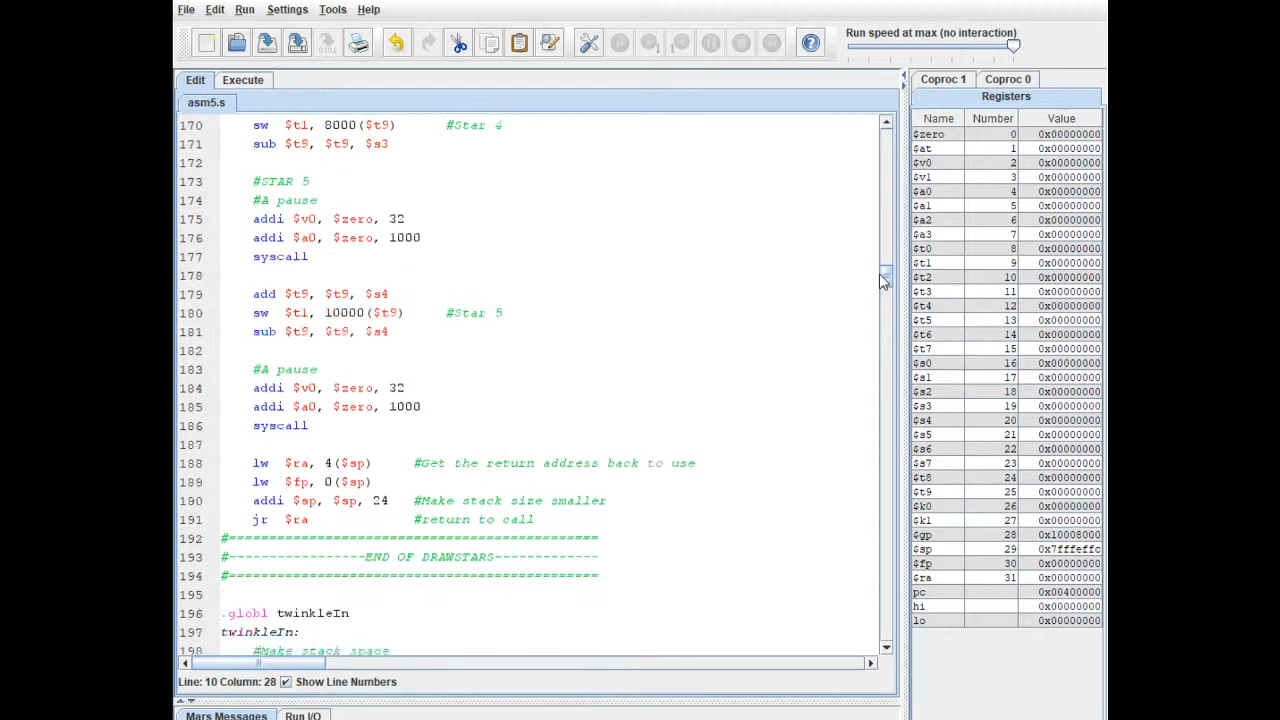 File Edit Run Settings Tools Help
Run speed at max (no interaction)
Edit Execute
asm5.s
170 sw $t1, 8000($t9) #Star 4
171 sub $t9, $t9, $s3
172
173 #STAR 5
174 #A pause
175 addi $v0, $zero, 32
176 addi $a0, $zero, 1000
177 syscall
178
179 add $t9, $t9, $s4
180 sw $t1, 10000($t9) #Star 5
181 sub $t9, $t9, $s4
182
183 #A pause
184 addi $v0, $zero, 32
185 addi $a0, $zero, 1000
186 syscall
187
188 lw $ra, 4($sp) #Get the return address back to use
189 lw $fp, 0($sp)
190 addi $sp, $sp, 24 #Make stack size smaller
191 jr $ra #return to call
192 #==============================================
193 #-----------------END OF DRAWSTARS-------------
194 #==============================================
195
196 .globl twinkleIn
197 twinkleIn:
198 #Make stack space
Line: 10 Column: 28 Show Line Numbers
Mars Messages Run I/O
Coproc 1 Coproc 0
Registers
Name Number Value
$zero 0 0x00000000
$at 1 0x00000000
$v0 2 0x00000000
$v1 3 0x00000000
$a0 4 0x00000000
$a1 5 0x00000000
$a2 6 0x00000000
$a3 7 0x00000000
$t0 8 0x00000000
$t1 9 0x00000000
$t2 10 0x00000000
$t3 11 0x00000000
$t4 12 0x00000000
$t5 13 0x00000000
$t6 14 0x00000000
$t7 15 0x00000000
$s0 16 0x00000000
$s1 17 0x00000000
$s2 18 0x00000000
$s3 19 0x00000000
$s4 20 0x00000000
$s5 21 0x00000000
$s6 22 0x00000000
$s7 23 0x00000000
$t8 24 0x00000000
$t9 25 0x00000000
$k0 26 0x00000000
$k1 27 0x00000000
$gp 28 0x10008000
$sp 29 0x7fffeffc
$fp 30 0x00000000
$ra 31 0x00000000
pc 0x00400000
hi 0x00000000
lo 0x00000000